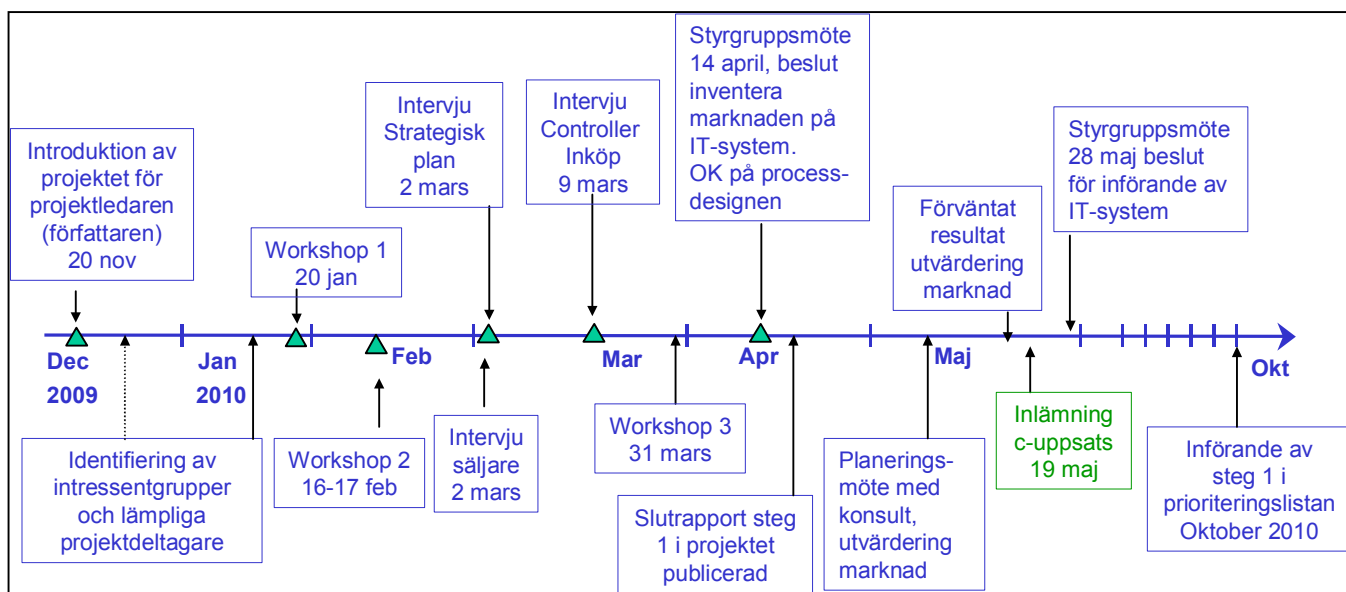 Introduktion av
projektet för
projektledaren
(författaren)
20 nov
Workshop 1
20 jan
Intervju
Strategisk
plan
2 mars
Intervju
Controller
Inköp
9 mars
Styrgruppsmöte
14 april, beslut
inventera
marknaden på
IT-system.
OK på process-
designen
Förväntat
resultat
utvärdering
marknad
Styrgruppsmöte
28 maj beslut
för införande av
IT-system
Dec
2009
Jan
2010
Feb
Mar
Apr
Maj
Okt
Identifiering av
intressentgrupper
och lämpliga
projektdeltagare
Workshop 2
16-17 feb
Intervju
säljare
2 mars
Workshop 3
31 mars
Slutrapport steg
1 i projektet
publicerad
Planerings-
möte med
konsult,
utvärdering
marknad
Inlämning
c-uppsats
19 maj
Införande av
steg 1 i
prioriteringslistan
Oktober 2010